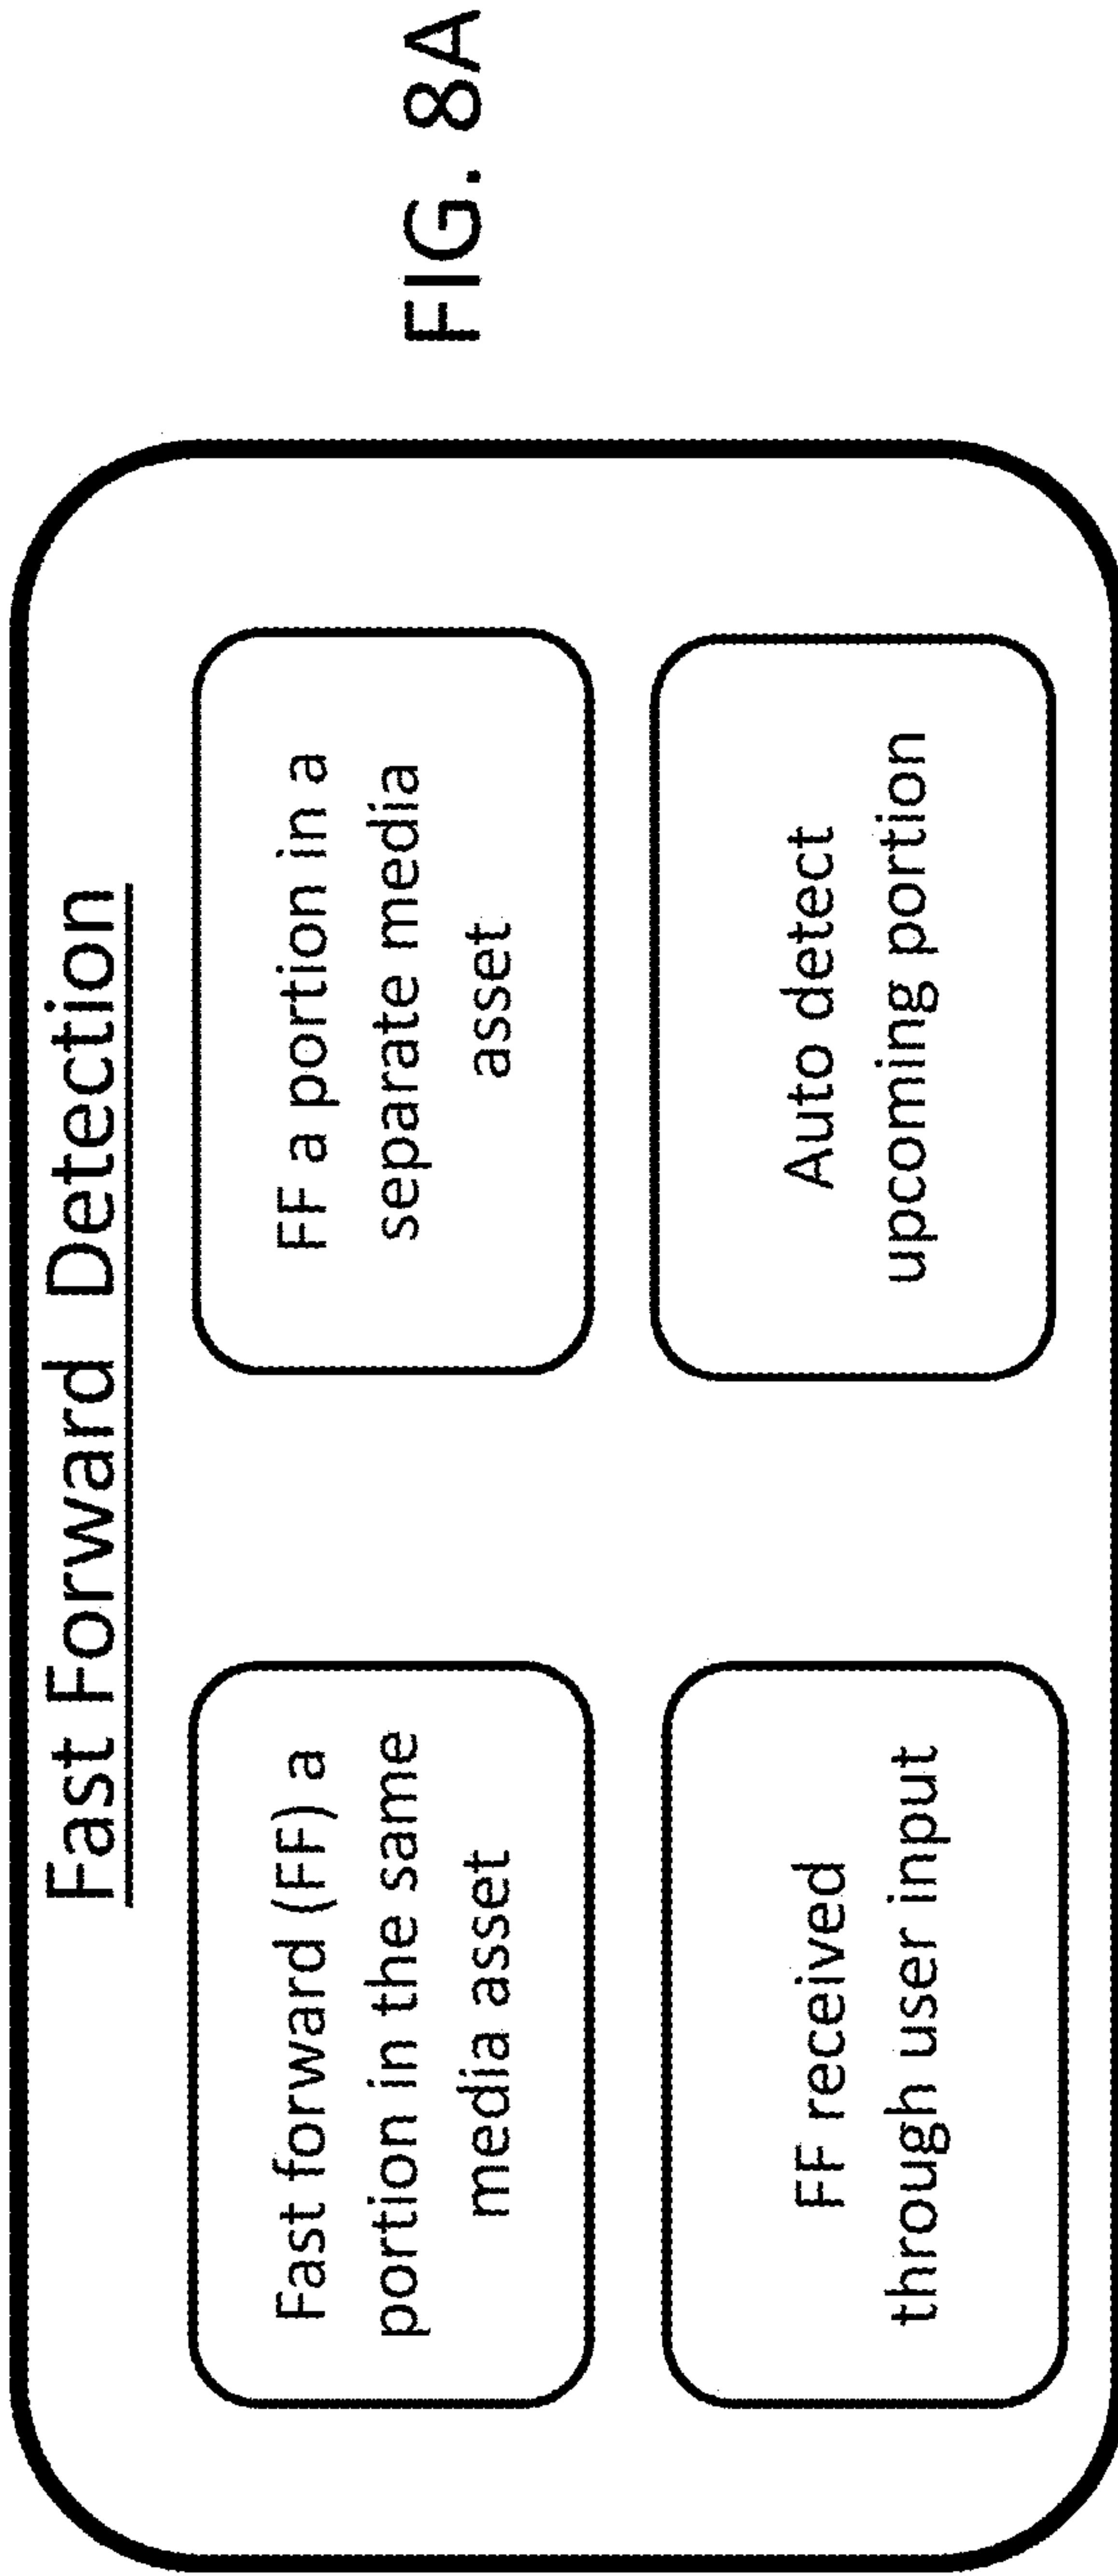 Fast Forward Detection
Fast forward (FF) a
portion in the same
media asset
FF a portion in a
separate media
asset
FF received
through user input
Auto detect
upcoming portion
FIG. 8A